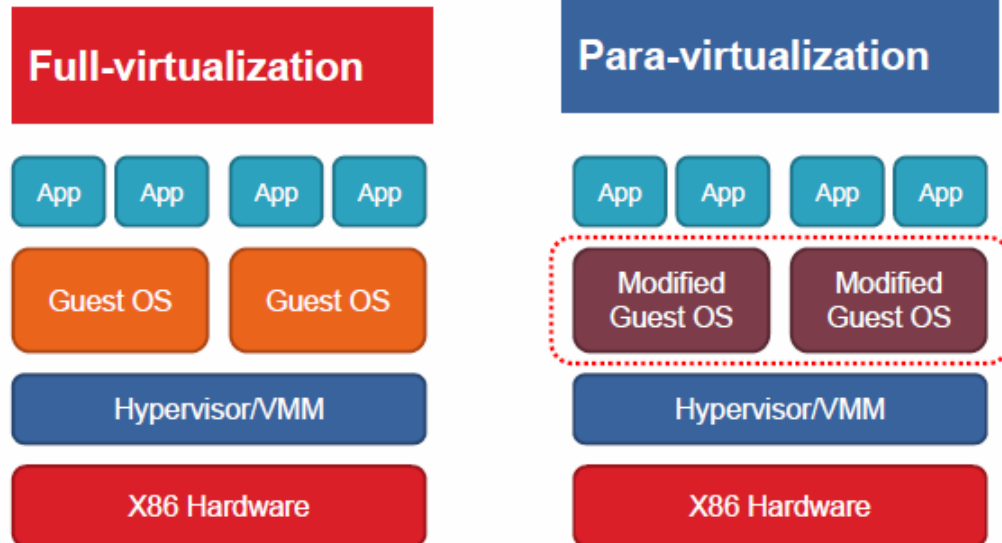 Full-virtualization
App App App App
Guest OS Guest OS
Hypervisor/VMM
X86 Hardware
Para-virtualization
App App App App
Modified
Guest OS
Modified
Guest OS
Hypervisor/VMM
X86 Hardware